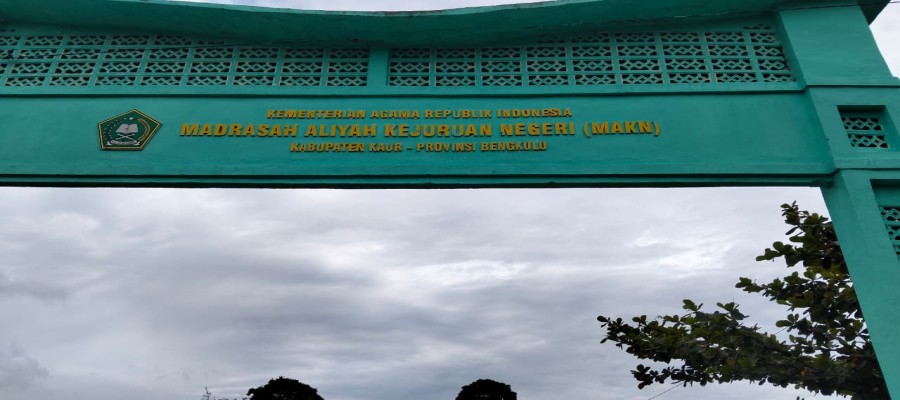 KEMENTERIAN AGAMA REPUBLIK INDONESIA
MADRASAH ALIYAH KEJURUAN NEGERI (MAKN)
KABUPATEN KAUR - PROVINSI BENGKULU